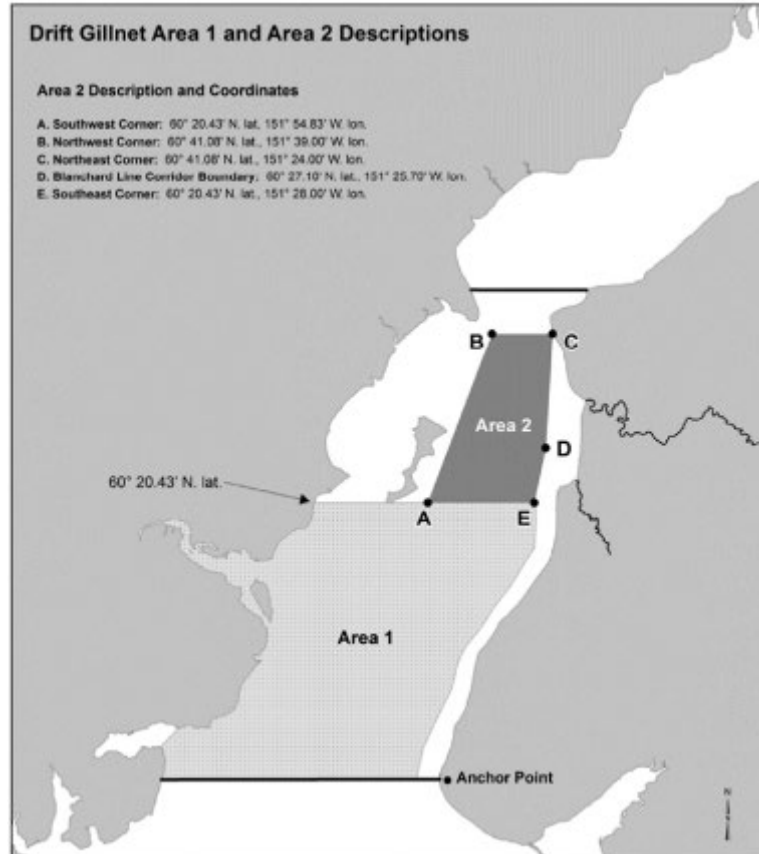 Drift Gillnet Area 1 and Area 2 Descriptions
Area 2 Description and Coordinates
A. Southwest Corner: 60° 20.43' N. lat, 151° 54.83' W. lon.
B. Northwest Corner: 60° 41.08' N. lat., 151° 39.00' W. lon.
C. Northeast Corner: 60° 41.08' N. lat., 151° 24.00' W. lon.
D. Blanchard Line Corridor Boundary: 60° 27.10' N. lat., 151° 25.70' W. lon.
E. Southeast Corner: 60° 20.43' N. lat., 151° 28.00' W. lon.
B
C
Area 2
D
60° 20.43' N. lat.
A
E
Area 1
Anchor Point
N